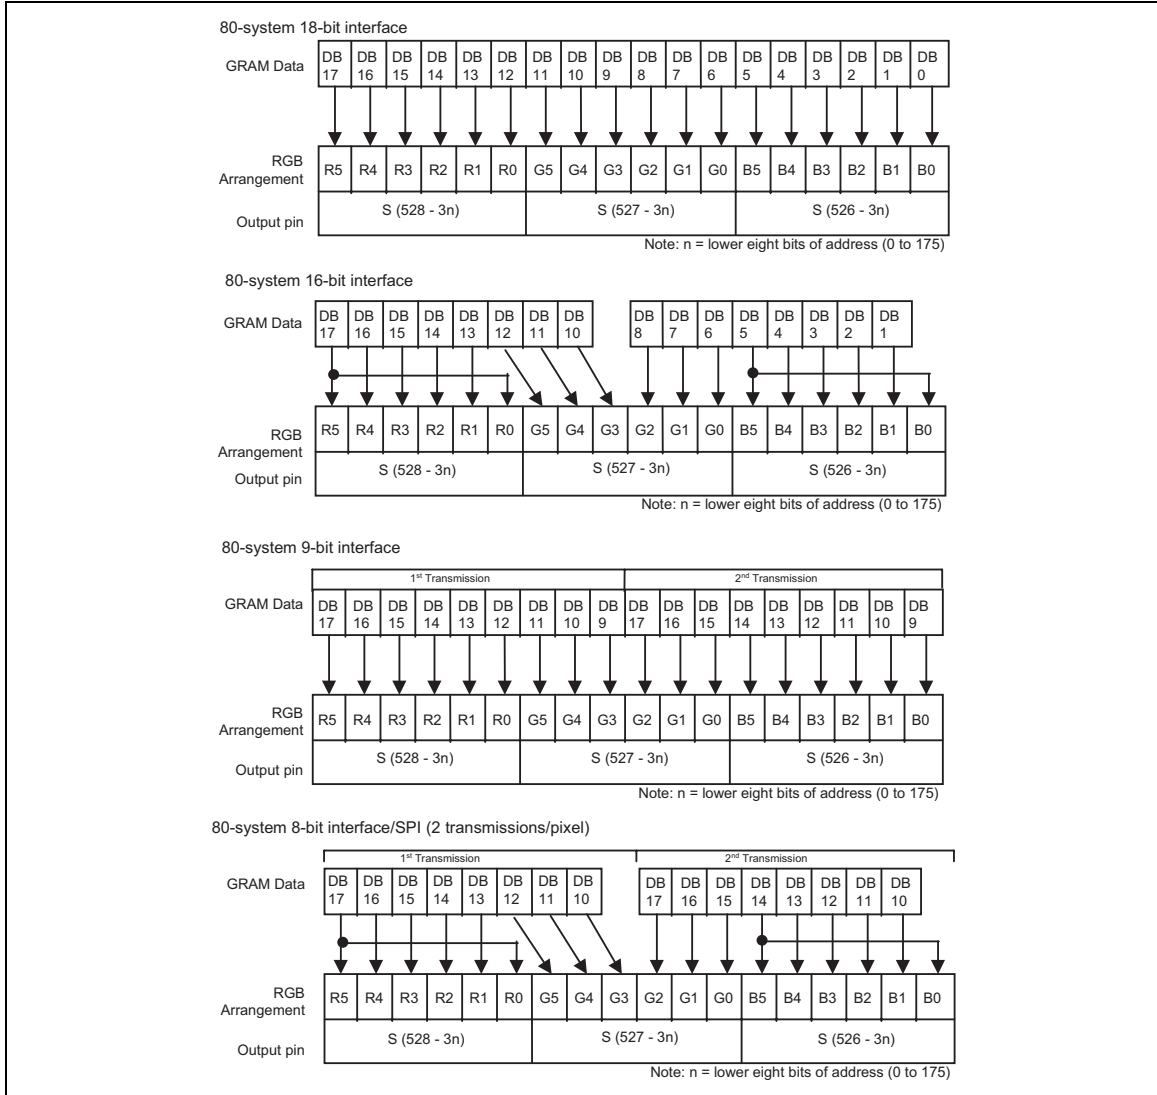 80-system 18-bit interface
GRAM Data
DB 17 DB 16 DB 15 DB 14 DB 13 DB 12 DB 11 DB 10 DB 9 DB 8 DB 7 DB 6 DB 5 DB 4 DB 3 DB 2 DB 1 DB 0
RGB Arrangement
R5 R4 R3 R2 R1 R0 G5 G4 G3 G2 G1 G0 B5 B4 B3 B2 B1 B0
Output pin
S (528 - 3n) S (527 - 3n) S (526 - 3n)
Note: n = lower eight bits of address (0 to 175)
80-system 16-bit interface
GRAM Data
DB 17 DB 16 DB 15 DB 14 DB 13 DB 12 DB 11 DB 10 DB 8 DB 7 DB 6 DB 5 DB 4 DB 3 DB 2 DB 1
RGB Arrangement
R5 R4 R3 R2 R1 R0 G5 G4 G3 G2 G1 G0 B5 B4 B3 B2 B1 B0
Output pin
S (528 - 3n) S (527 - 3n) S (526 - 3n)
Note: n = lower eight bits of address (0 to 175)
80-system 9-bit interface
1st Transmission 2nd Transmission
GRAM Data
DB 17 DB 16 DB 15 DB 14 DB 13 DB 12 DB 11 DB 10 DB 9 DB 17 DB 16 DB 15 DB 14 DB 13 DB 12 DB 11 DB 10 DB 9
RGB Arrangement
R5 R4 R3 R2 R1 R0 G5 G4 G3 G2 G1 G0 B5 B4 B3 B2 B1 B0
Output pin
S (528 - 3n) S (527 - 3n) S (526 - 3n)
Note: n = lower eight bits of address (0 to 175)
80-system 8-bit interface/SPI (2 transmissions/pixel)
1st Transmission 2nd Transmission
GRAM Data
DB 17 DB 16 DB 15 DB 14 DB 13 DB 12 DB 11 DB 10 DB 17 DB 16 DB 15 DB 14 DB 13 DB 12 DB 11 DB 10
RGB Arrangement
R5 R4 R3 R2 R1 R0 G5 G4 G3 G2 G1 G0 B5 B4 B3 B2 B1 B0
Output pin
S (528 - 3n) S (527 - 3n) S (526 - 3n)
Note: n = lower eight bits of address (0 to 175)